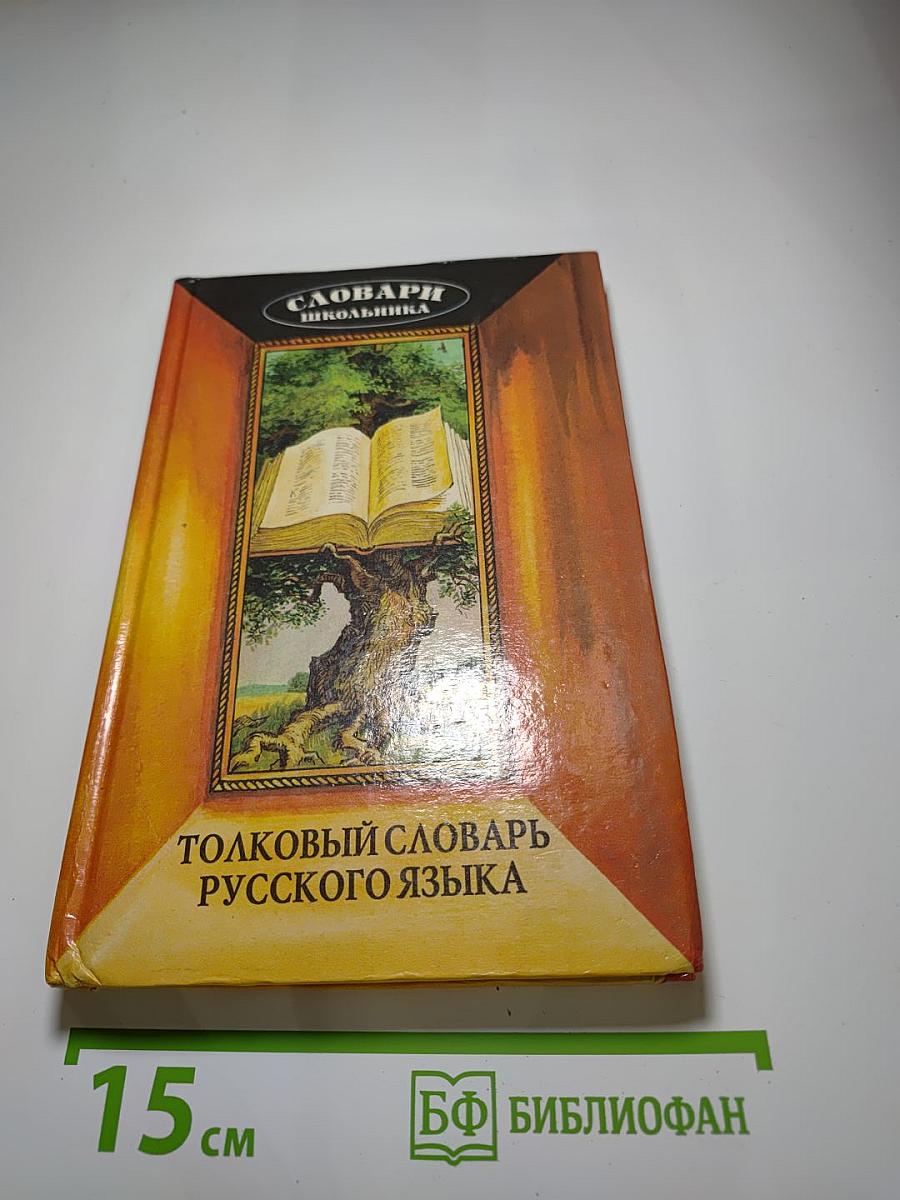 СЛОВАРИ
ШКОЛЬНИКА
ТОЛКОВЫЙ СЛОВАРЬ
РУССКОГО ЯЗЫКА
15 см
БФ БИБЛИОФАН